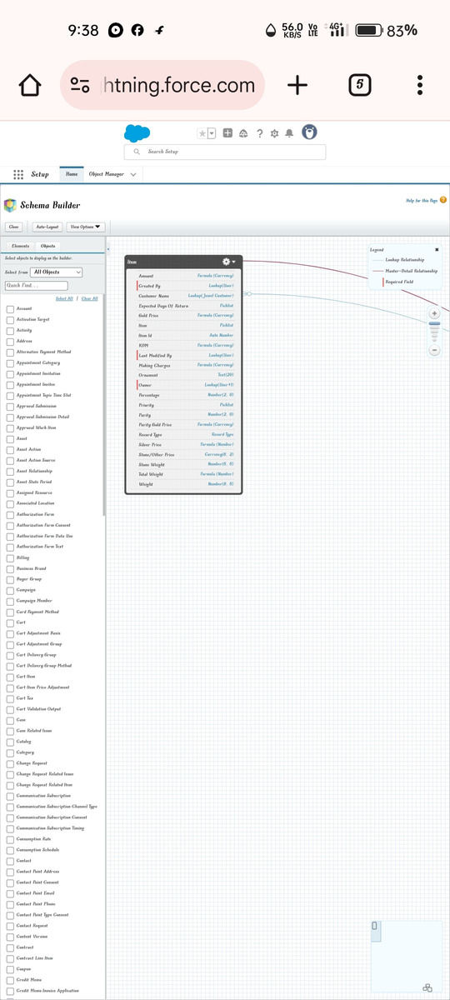 9:38
56.0 KB/S
Vo LTE
4G+
83%
htning.force.com
5
Search Setup
Setup
Home
Object Manager
Schema Builder
Help for this Page
Close
Auto-Layout
View Options
Elements
Objects
Select objects to display on the builder.
Select from
All Objects
Quick Find...
Select All | Clear All
Account
Activation Target
Activity
Address
Alternative Payment Method
Appointment Category
Appointment Invitation
Appointment Invitee
Appointment Topic Time Slot
Approval Submission
Approval Submission Detail
Approval Work Item
Asset
Asset Action
Asset Action Source
Asset Relationship
Asset State Period
Assigned Resource
Associated Location
Authorization Form
Authorization Form Consent
Authorization Form Data Use
Authorization Form Text
Billing
Business Brand
Buyer Group
Campaign
Campaign Member
Card Payment Method
Cart
Cart Adjustment Basis
Cart Adjustment Group
Cart Delivery Group
Cart Delivery Group Method
Cart Item
Cart Item Price Adjustment
Cart Tax
Cart Validation Output
Case
Case Related Issue
Catalog
Category
Change Request
Change Request Related Issue
Change Request Related Item
Communication Subscription
Communication Subscription Channel Type
Communication Subscription Consent
Communication Subscription Timing
Consumption Rate
Consumption Schedule
Contact
Contact Point Address
Contact Point Consent
Contact Point Email
Contact Point Phone
Contact Point Type Consent
Contact Request
Content Version
Contract
Contract Line Item
Coupon
Credit Memo
Credit Memo Invoice Application
Item
Amount Formula (Currency)
Created By Lookup(User)
Customer Name Lookup(Jewel Customer)
Expected Days Of Return Picklist
Gold Price Formula (Currency)
Item Picklist
Item Id Auto Number
KDM Formula (Currency)
Last Modified By Lookup(User)
Making Charges Formula (Currency)
Ornament Text(20)
Owner Lookup(User+1)
Percentage Number(2, 0)
Priority Picklist
Purity Number(2, 0)
Purity Gold Price Formula (Currency)
Record Type Record Type
Silver Price Formula (Number)
Stone/Other Price Currency(6, 2)
Stone Weight
Total Weight Formula (Number)
Weight
Legend
Lookup Relationship
Master-Detail Relationship
Required Field